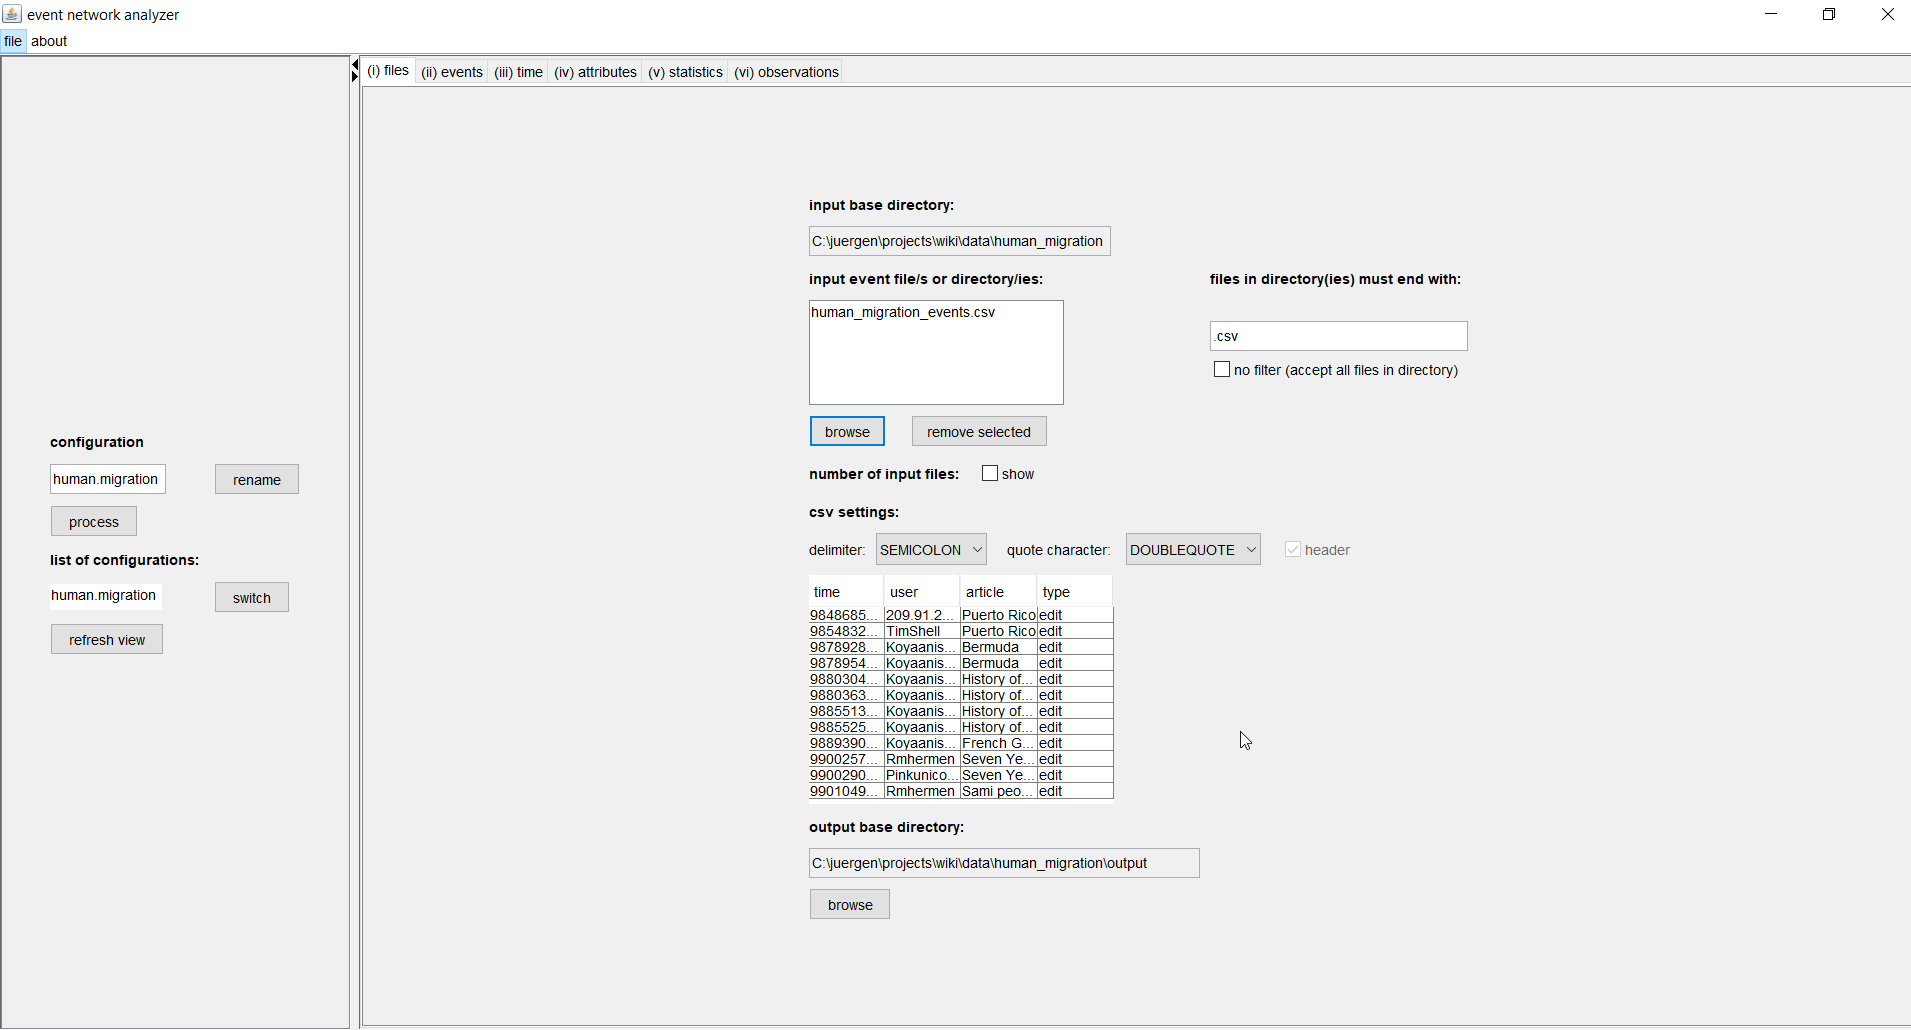 event network analyzer
file about
(i) files (ii) events (iii) time (iv) attributes (v) statistics (vi) observations
configuration
human.migration rename
process
list of configurations:
human.migration switch
refresh view
input base directory:
C:\juergen\projects\wiki\data\human_migration
input event file/s or directory/ies: files in directory(ies) must end with:
human_migration_events.csv
.csv
no filter (accept all files in directory)
browse remove selected
number of input files: show
csv settings:
delimiter: SEMICOLON quote character: DOUBLEQUOTE header
time user article type
9848685... 209.91.2... Puerto Rico edit
9854832... TimShell Puerto Rico edit
9878928... Koyaanis... Bermuda edit
9878954... Koyaanis... Bermuda edit
9880304... Koyaanis... History of... edit
9880363... Koyaanis... History of... edit
9885513... Koyaanis... History of... edit
9885525... Koyaanis... History of... edit
9889390... Koyaanis... French G... edit
9900257... Rmhermen Seven Ye... edit
9900290... Pinkunico... Seven Ye... edit
9901049... Rmhermen Sami peo... edit
output base directory:
C:\juergen\projects\wiki\data\human_migration\output
browse